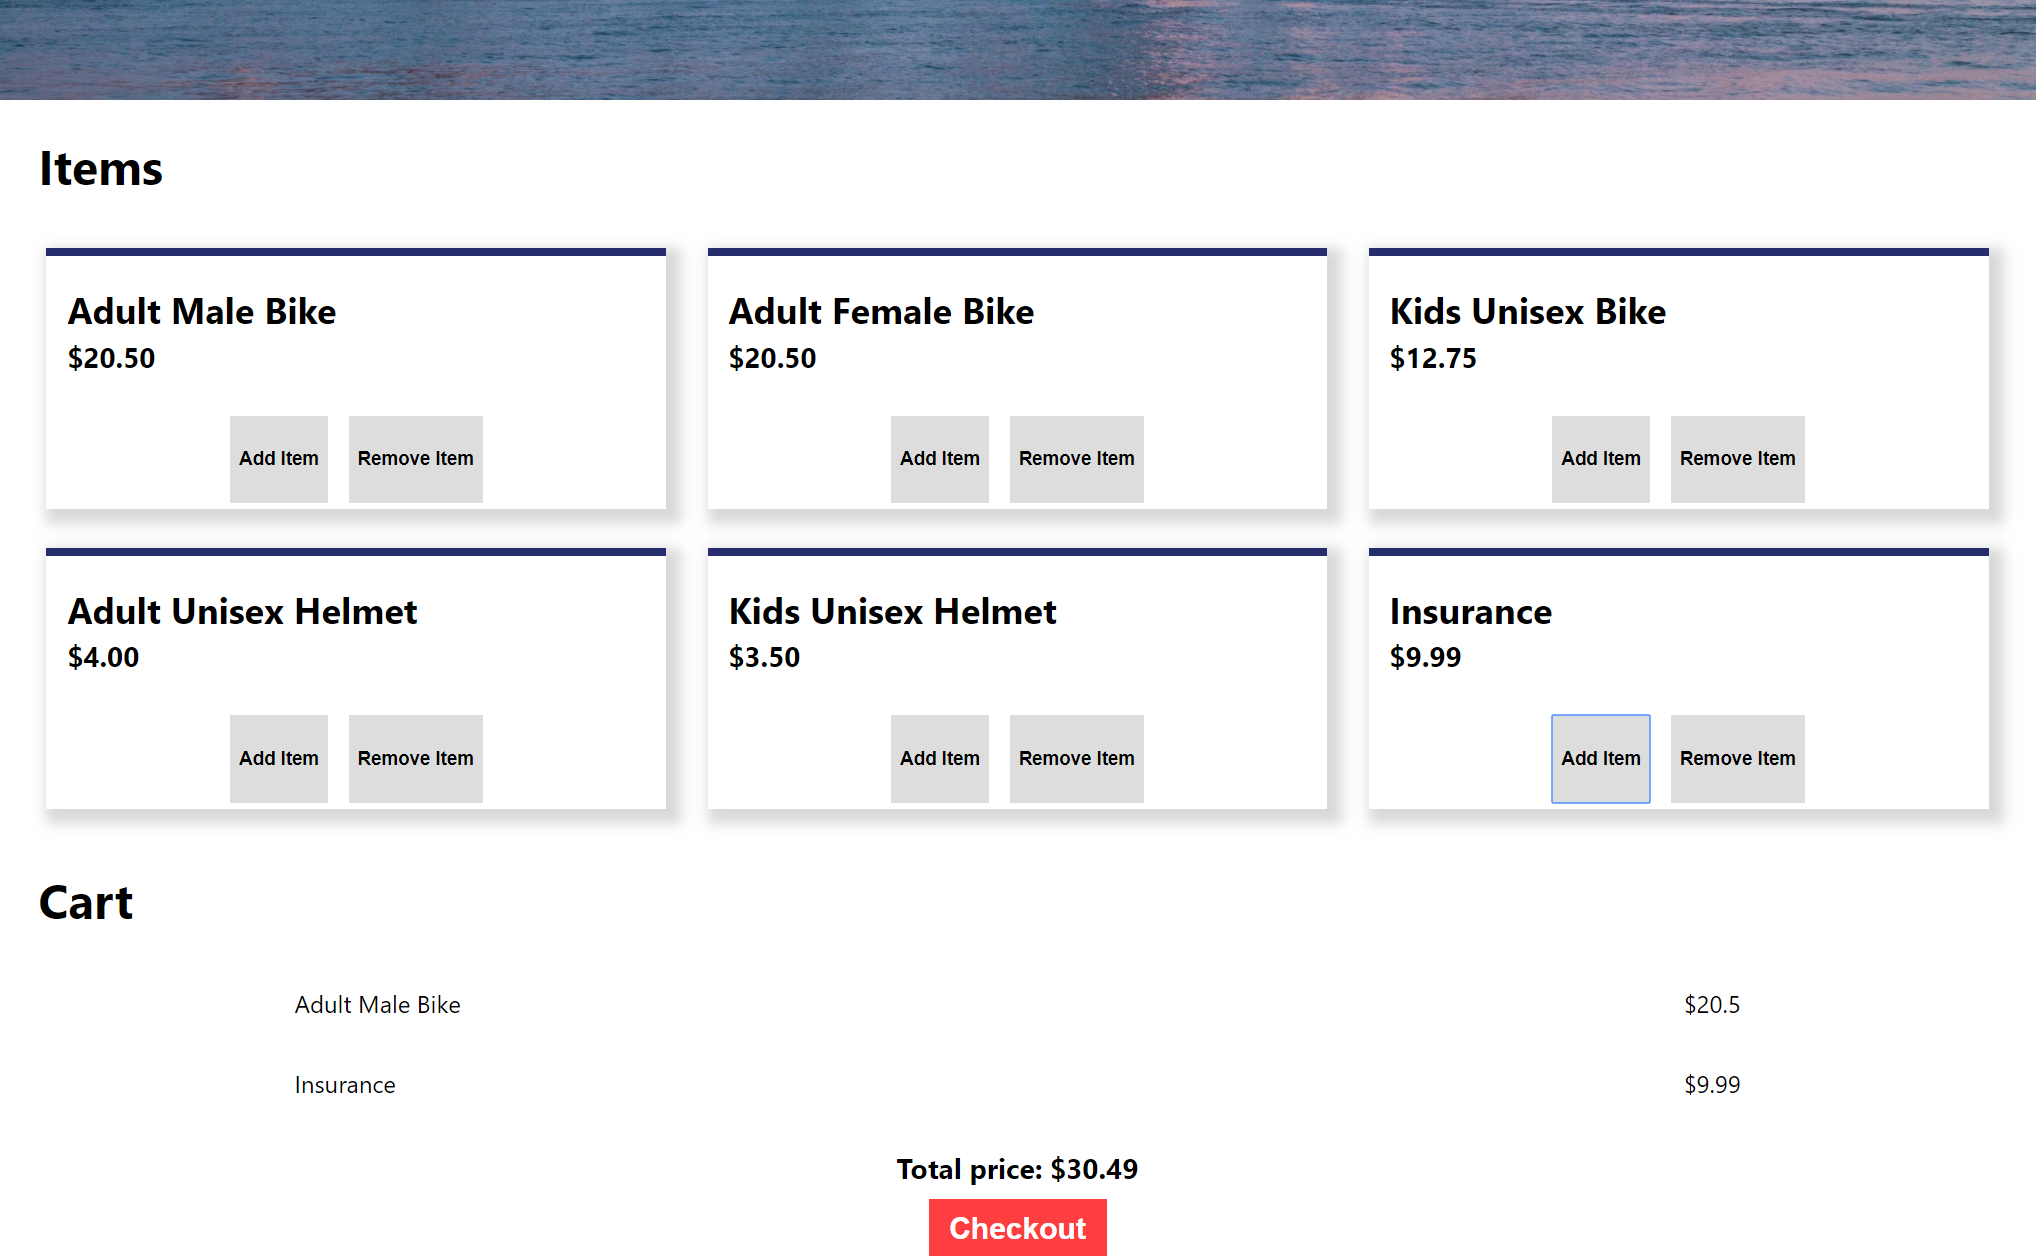 Items
Adult Male Bike
$20.50
Add Item Remove Item
Adult Female Bike
$20.50
Add Item Remove Item
Kids Unisex Bike
$12.75
Add Item Remove Item
Adult Unisex Helmet
$4.00
Add Item Remove Item
Kids Unisex Helmet
$3.50
Add Item Remove Item
Insurance
$9.99
Add Item Remove Item
Cart
Adult Male Bike $20.5
Insurance $9.99
Total price: $30.49
Checkout